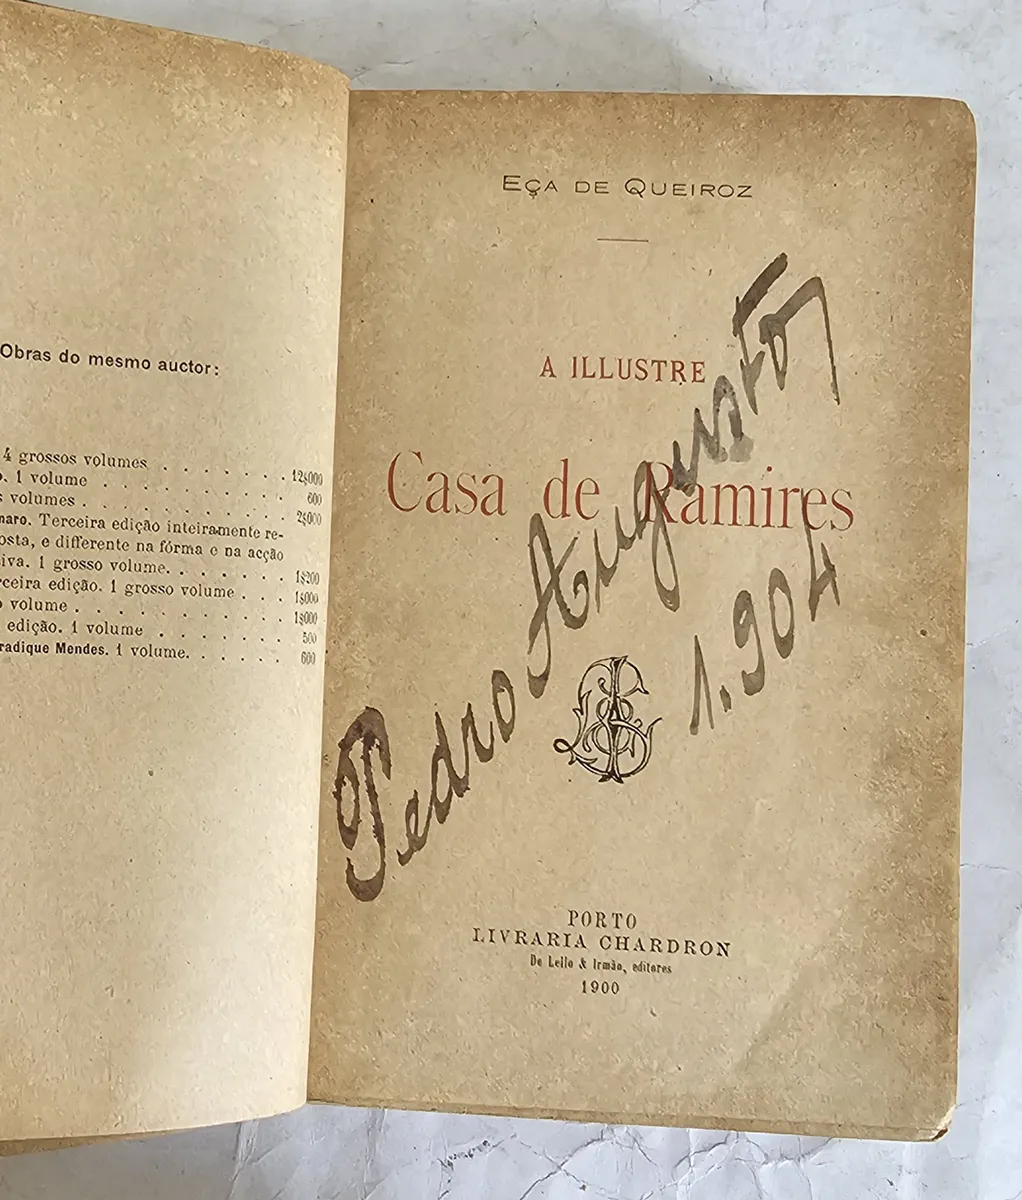 Obras do mesmo auctor:
4 grossos volumes . . . . . . . 12$000
. 1 volume . . . . . . . . . . 600
s volumes . . . . . . . . . . 2$000
maro. Terceira edição inteiramente re-
osta, e differente na fórma e na acção
iva. 1 grosso volume. . . . . . . 1$200
rceira edição. 1 grosso volume . . . 1$000
o volume . . . . . . . . . . . 1$000
edição. 1 volume . . . . . . . 500
radique Mendes. 1 volume. . . . . . 600
EÇA DE QUEIROZ
A ILLUSTRE
Casa de Ramires
Pedro Augusto
1.904
PORTO
LIVRARIA CHARDRON
De Lello & Irmão, editores
1900